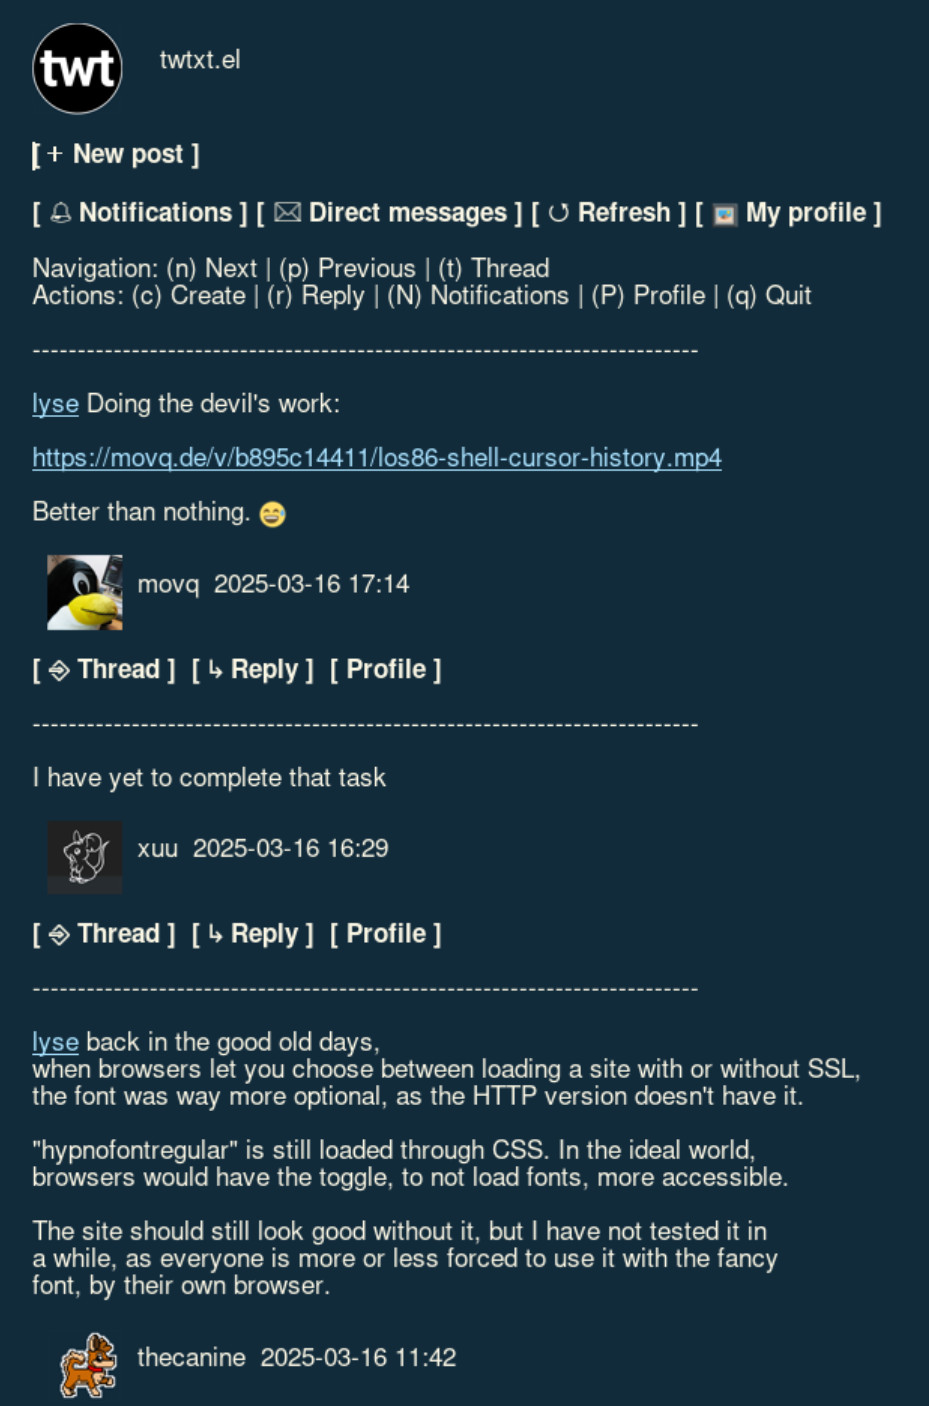 twt
twtxt.el
[ + New post ]
[ 🔔 Notifications ] [ ✉ Direct messages ] [ ↺ Refresh ] [ 🖼 My profile ]
Navigation: (n) Next | (p) Previous | (t) Thread
Actions: (c) Create | (r) Reply | (N) Notifications | (P) Profile | (q) Quit
--------------------------------------------------------------------------
lyse Doing the devil's work:
https://movq.de/v/b895c14411/los86-shell-cursor-history.mp4
Better than nothing. 😅
movq 2025-03-16 17:14
[ ⎆ Thread ] [ ↳ Reply ] [ Profile ]
--------------------------------------------------------------------------
I have yet to complete that task
xuu 2025-03-16 16:29
[ ⎆ Thread ] [ ↳ Reply ] [ Profile ]
--------------------------------------------------------------------------
lyse back in the good old days,
when browsers let you choose between loading a site with or without SSL,
the font was way more optional, as the HTTP version doesn't have it.
"hypnofontregular" is still loaded through CSS. In the ideal world,
browsers would have the toggle, to not load fonts, more accessible.
The site should still look good without it, but I have not tested it in
a while, as everyone is more or less forced to use it with the fancy
font, by their own browser.
thecanine 2025-03-16 11:42